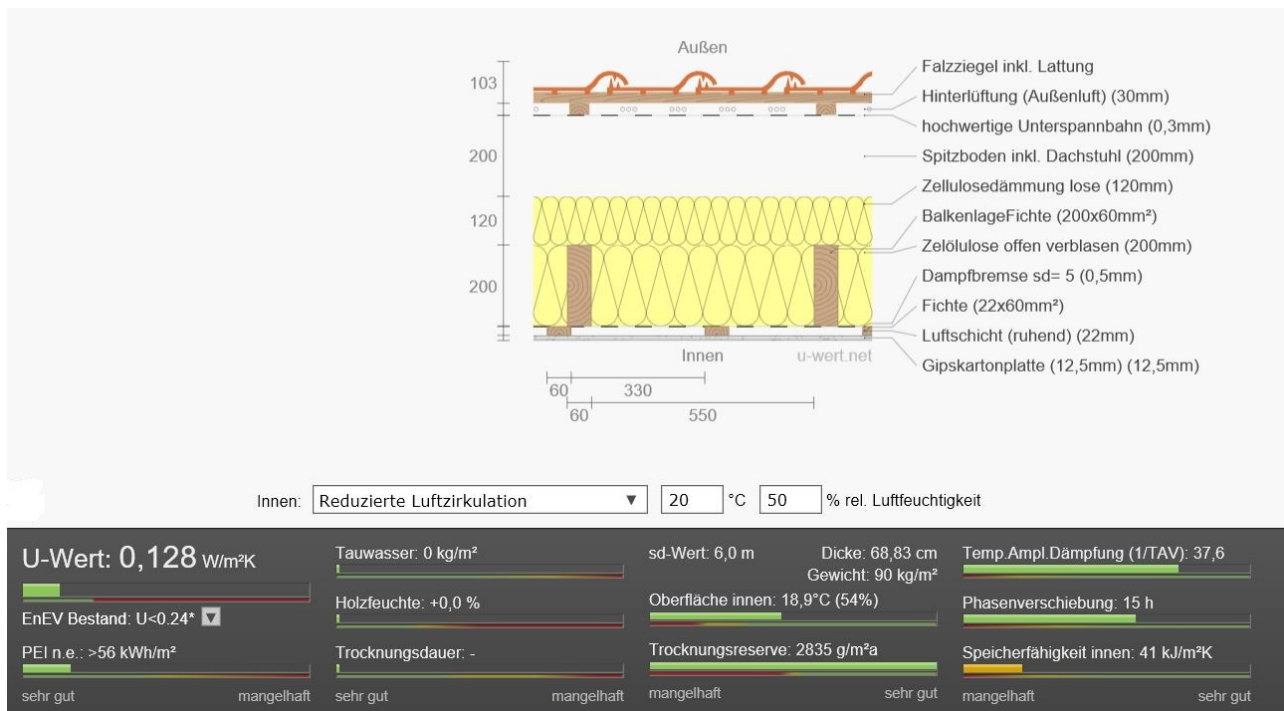 Außen
103
200
120
200
Falzziegel inkl. Lattung
Hinterlüftung (Außenluft) (30mm)
hochwertige Unterspannbahn (0,3mm)
Spitzboden inkl. Dachstuhl (200mm)
Zellulosedämmung lose (120mm)
BalkenlageFichte (200x60mm²)
Zelölulose offen verblasen (200mm)
Dampfbremse sd= 5 (0,5mm)
Fichte (22x60mm²)
Luftschicht (ruhend) (22mm)
Gipskartonplatte (12,5mm) (12,5mm)
Innen
u-wert.net
60 330
60 550
Innen: Reduzierte Luftzirkulation 20 °C 50 % rel. Luftfeuchtigkeit
U-Wert: 0,128 W/m²K
EnEV Bestand: U<0.24*
PEI n.e.: >56 kWh/m²
sehr gut mangelhaft
Tauwasser: 0 kg/m²
Holzfeuchte: +0,0 %
Trocknungsdauer: -
sehr gut mangelhaft
sd-Wert: 6,0 m Dicke: 68,83 cm
Gewicht: 90 kg/m²
Oberfläche innen: 18,9°C (54%)
Trocknungsreserve: 2835 g/m²a
mangelhaft sehr gut
Temp.Ampl.Dämpfung (1/TAV): 37,6
Phasenverschiebung: 15 h
Speicherfähigkeit innen: 41 kJ/m²K
mangelhaft sehr gut